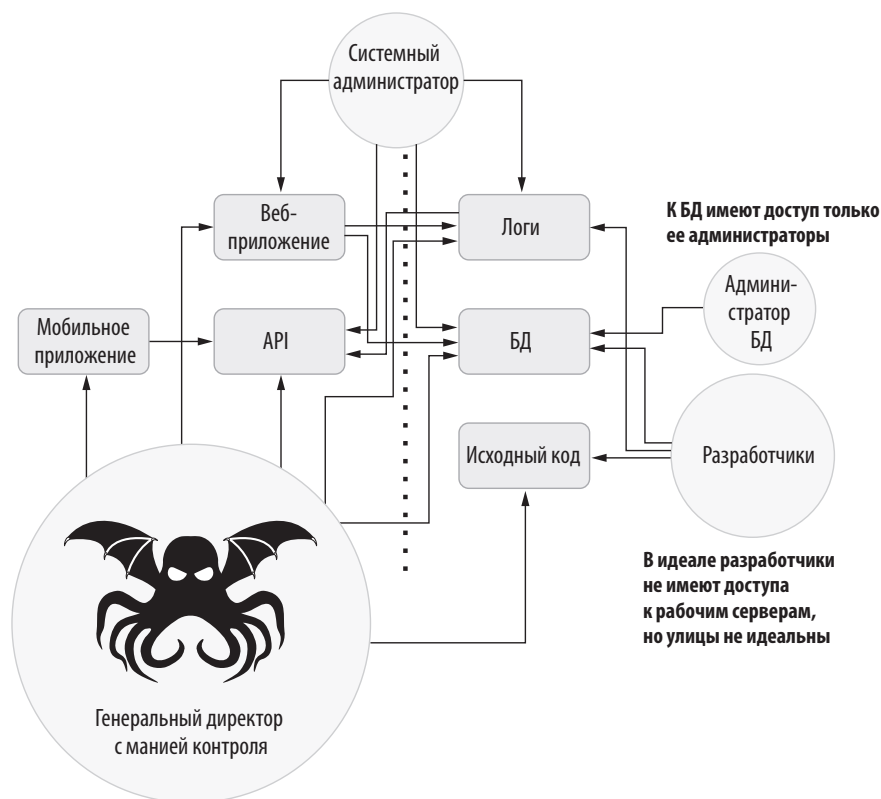 Системный
администратор
Веб-
приложение
Логи
К БД имеют доступ только
ее администраторы
Админи-
стратор
БД
Мобильное
приложение
API
БД
Исходный код
Разработчики
В идеале разработчики
не имеют доступа
к рабочим серверам,
но улицы не идеальны
Генеральный директор
с манией контроля